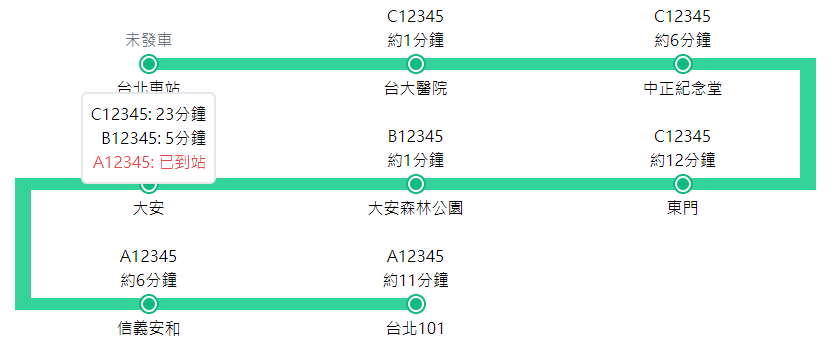 未發車
台北車站
C12345
約1分鐘
台大醫院
C12345
約6分鐘
中正紀念堂
C12345: 23分鐘
B12345: 5分鐘
A12345: 已到站
大安
B12345
約1分鐘
大安森林公園
C12345
約12分鐘
東門
A12345
約6分鐘
信義安和
A12345
約11分鐘
台北101